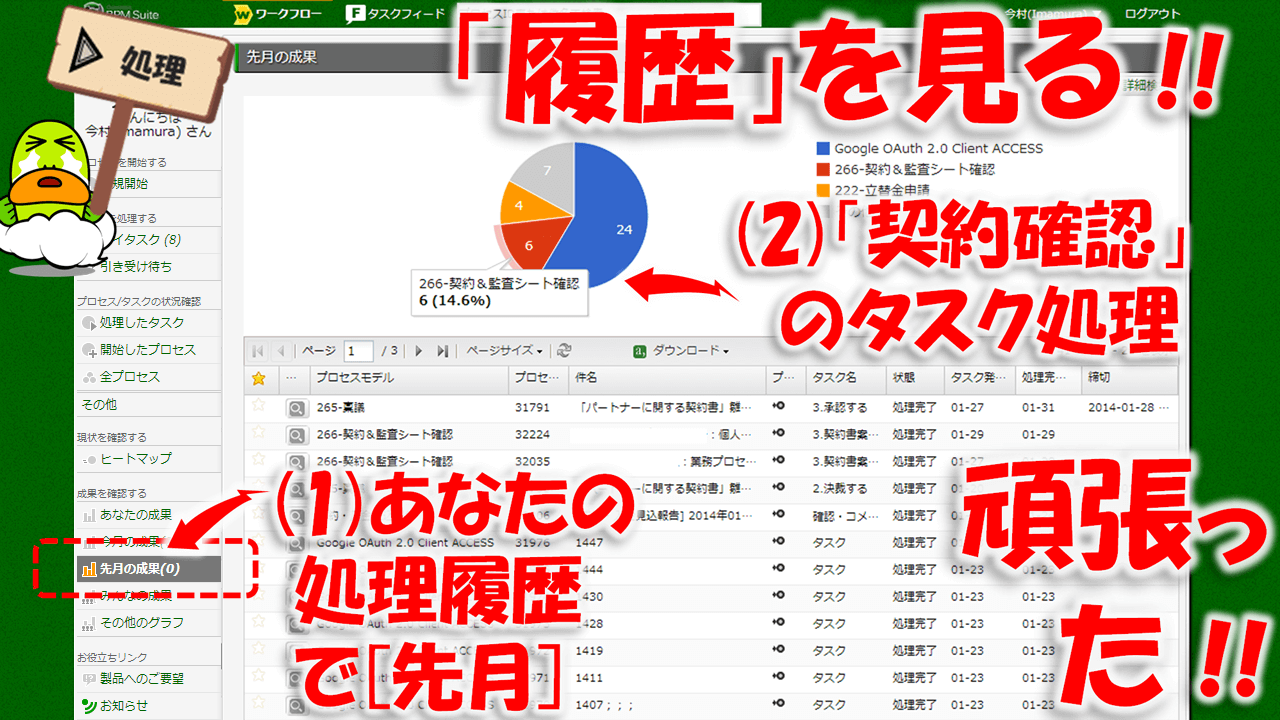 BPM Suite
ワークフロー
タスクフィード
今村(Imamura)
ログアウト
処理
先月の成果
「履歴」を見る!!
今村(Imamura) さん
を開始する
規開始
を処理する
マイタスク (8)
引き受け待ち
プロセス/タスクの状況確認
処理したタスク
開始したプロセス
全プロセス
その他
現状を確認する
ヒートマップ
成果を確認する
あなたの成果
今月の成果
先月の成果(0)
みんなの成果
その他のグラフ
お役立ちリンク
製品へのご要望
お知らせ
7
4
6
24
Google OAuth 2.0 Client ACCESS
266-契約＆監査シート確認
222-立替金申請
266-契約＆監査シート確認
6 (14.6%)
(2)「契約確認」
のタスク処理
ページ 1 / 3 ページサイズ ダウンロード
… プロセスモデル プロセ… 件名 プ… タスク名 状態 タスク発… 処理完… 締切
265-稟議 31791 「パートナーに関する契約書」雛… 3.承認する 処理完了 01-27 01-31 2014-01-28 …
266-契約＆監査シート確認 32224 : 個人… 3.契約書案… 処理完了 01-29 01-29
266-契約＆監査シート確認 32035 : 業務プロセ… 3.契約書案… 処理完了 01-27
ーに関する契約書」雛… 2.決裁する 処理完了
見込報告] 2014年01… 確認・コメ… 処理完了
Google OAuth 2.0 Client ACCESS 31976 1447 タスク 処理完了
444 タスク 処理完了 01-23 01-23
430 タスク 処理完了 01-23 01-23
1428 タスク 処理完了 01-23 01-23
1419 タスク 処理完了 01-23 01-23
1411 タスク 処理完了 01-23 01-23
1407 ; ; ; タスク 処理完了 01-23 01-23
(1)あなたの
処理履歴
で[先月]
頑張っ
た!!